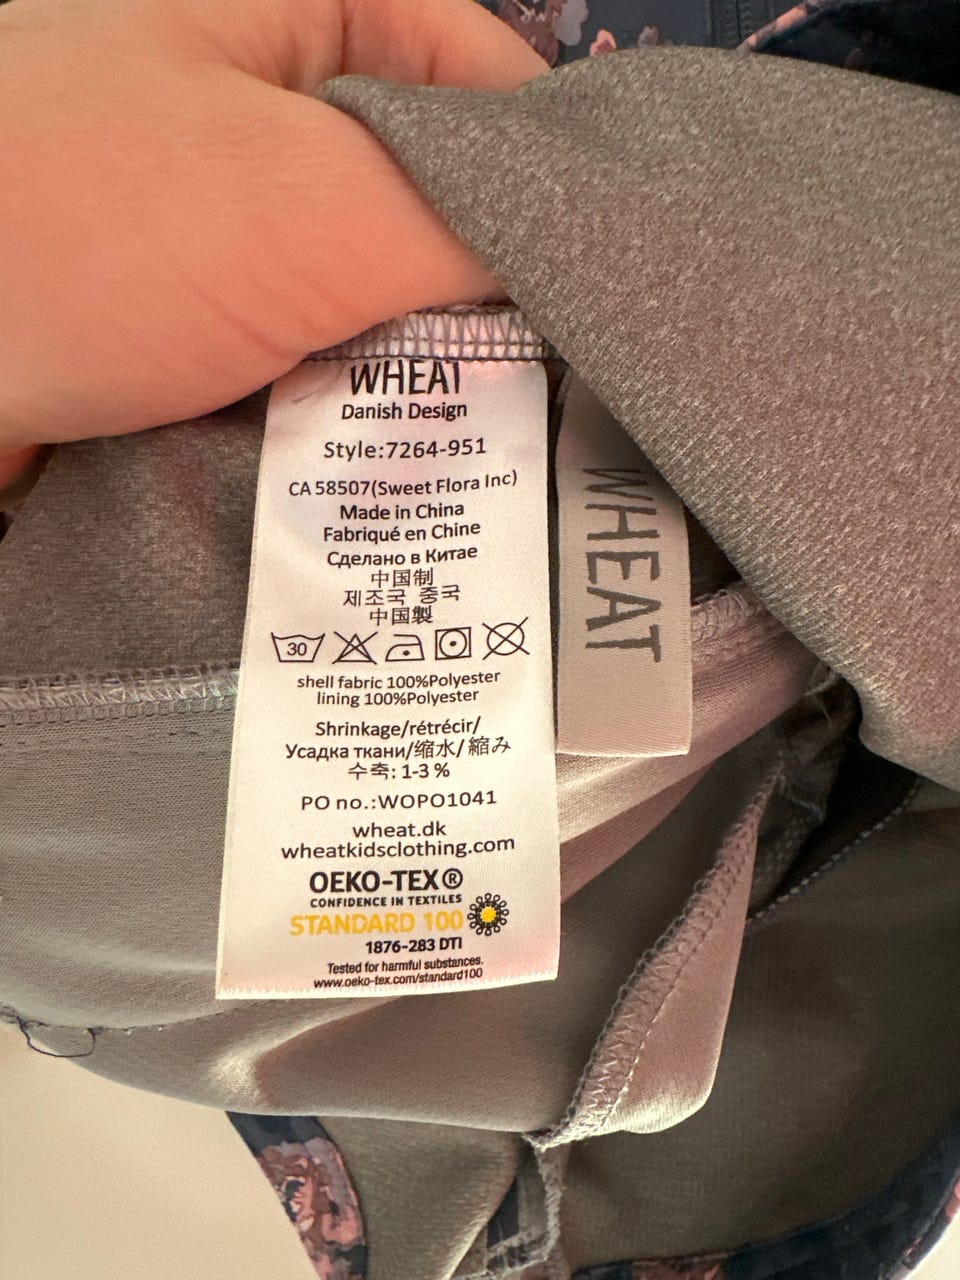 WHEAT
Danish Design
Style:7264-951
CA 58507(Sweet Flora Inc)
Made in China
Fabriqué en Chine
Сделано в Китае
中国制
제조국 중국
中国製
30
shell fabric 100%Polyester
lining 100%Polyester
Shrinkage/rétrécir/
Усадка ткани/缩水/縮み
수축: 1-3 %
PO no.:WOPO1041
wheat.dk
wheatkidsclothing.com
OEKO-TEX®
CONFIDENCE IN TEXTILES
STANDARD 100
1876-283 DTI
Tested for harmful substances.
www.oeko-tex.com/standard100
WHEAT